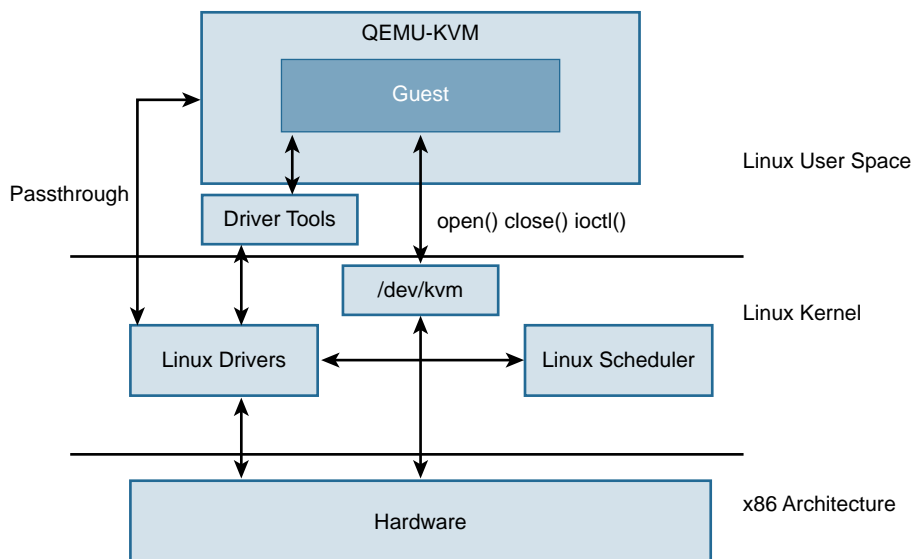 QEMU-KVM
Guest
Linux User Space
Passthrough
Driver Tools
open() close() ioctl()
/dev/kvm
Linux Kernel
Linux Drivers
Linux Scheduler
x86 Architecture
Hardware